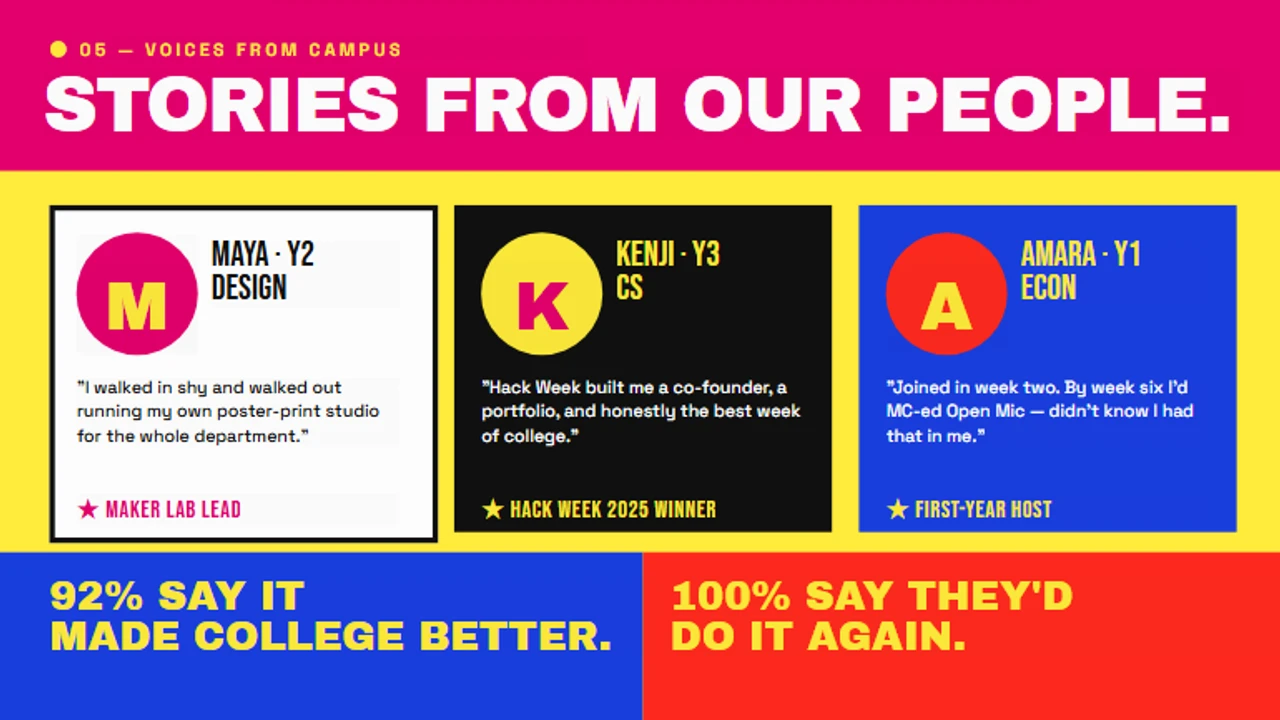 05 — VOICES FROM CAMPUS
STORIES FROM OUR PEOPLE.
M
MAYA · Y2
DESIGN
"I walked in shy and walked out
running my own poster-print studio
for the whole department."
★ MAKER LAB LEAD
K
KENJI · Y3
CS
"Hack Week built me a co-founder, a
portfolio, and honestly the best week
of college."
★ HACK WEEK 2025 WINNER
A
AMARA · Y1
ECON
"Joined in week two. By week six I'd
MC-ed Open Mic — didn't know I had
that in me."
★ FIRST-YEAR HOST
92% SAY IT
MADE COLLEGE BETTER.
100% SAY THEY'D
DO IT AGAIN.